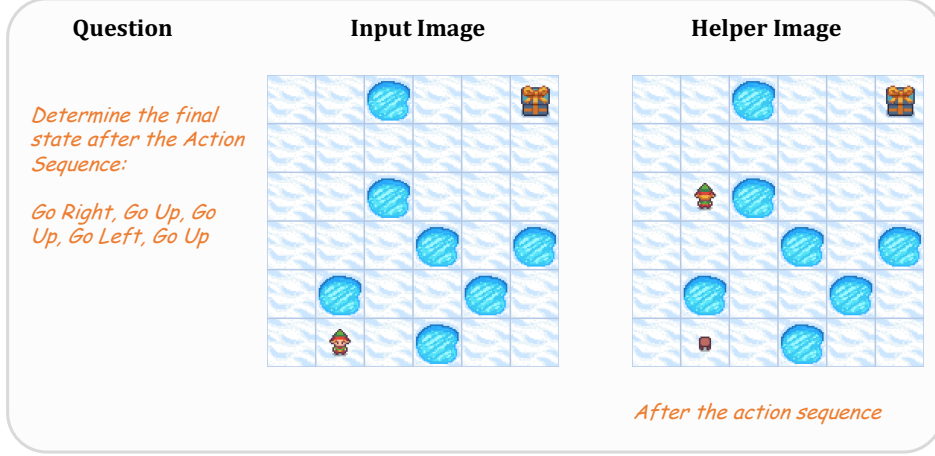 Question
Input Image
Helper Image
Determine the final
state after the Action
Sequence:
Go Right, Go Up, Go
Up, Go Left, Go Up
After the action sequence